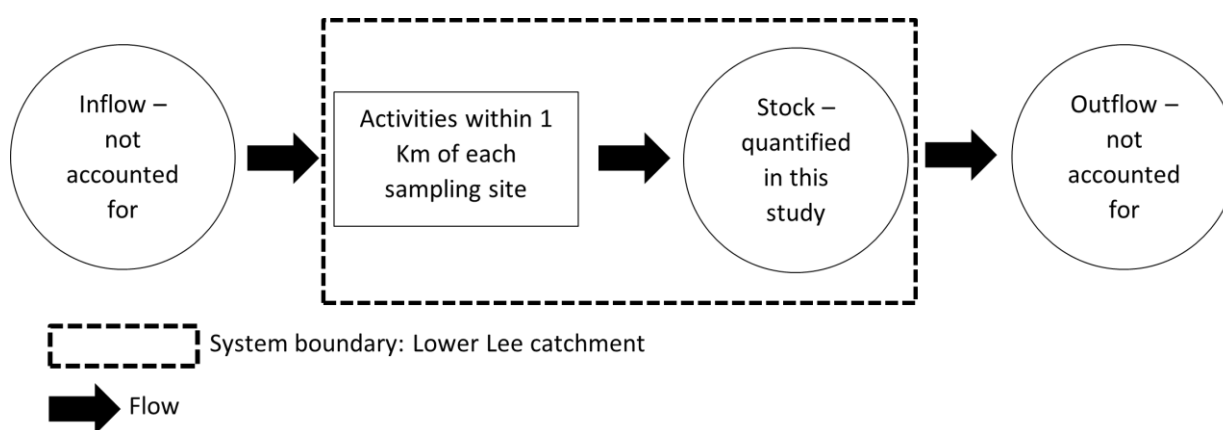 Inflow –
not
accounted
for
Activities within 1
Km of each
sampling site
Stock –
quantified
in this
study
Outflow –
not
accounted
for
System boundary: Lower Lee catchment
Flow